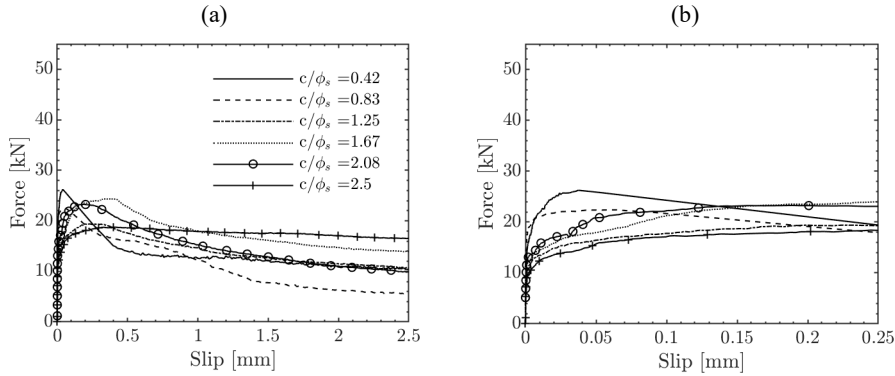 (a)
(b)
50
40
30
20
10
0
Force [kN]
c/ϕₛ =0.42
c/ϕₛ =0.83
c/ϕₛ =1.25
c/ϕₛ =1.67
c/ϕₛ =2.08
c/ϕₛ =2.5
0 0.5 1 1.5 2 2.5
Slip [mm]
50
40
30
20
10
0
Force [kN]
0 0.05 0.1 0.15 0.2 0.25
Slip [mm]